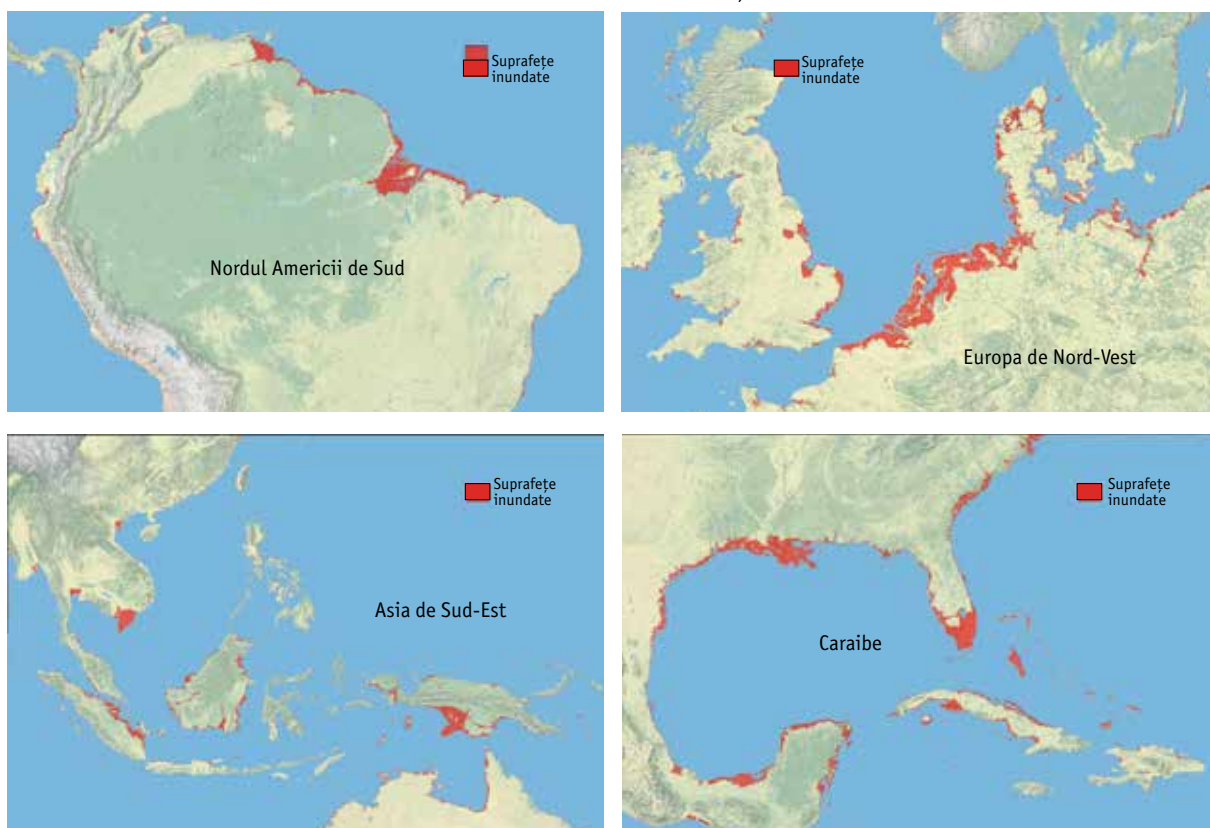 Suprafețe
inundate
Nordul Americii de Sud
Suprafețe
inundate
Europa de Nord-Vest
Suprafețe
inundate
Asia de Sud-Est
Suprafețe
inundate
Caraibe